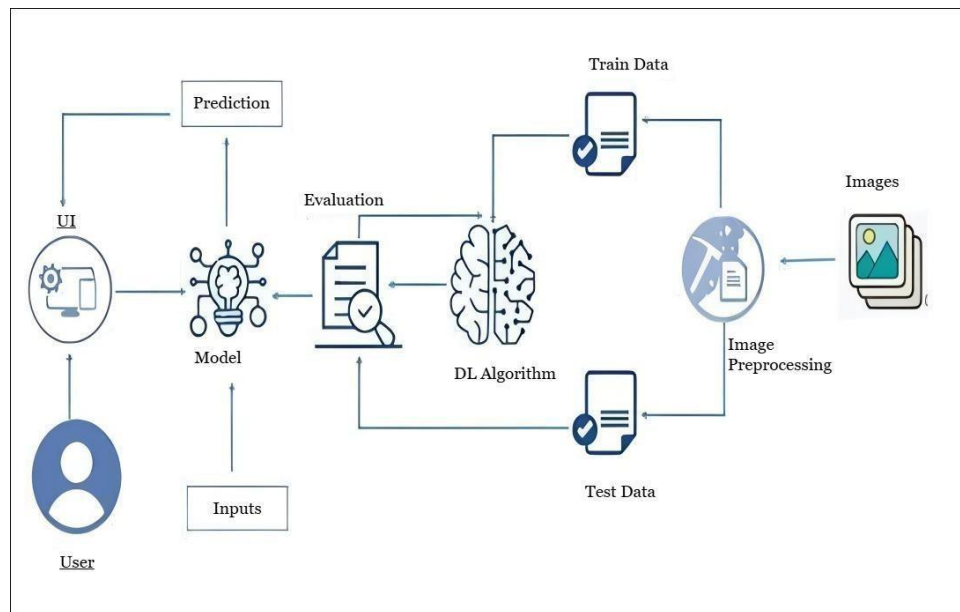 Train Data
Prediction
Images
Evaluation
UI
Model
DL Algorithm
Image
Preprocessing
Inputs
Test Data
User